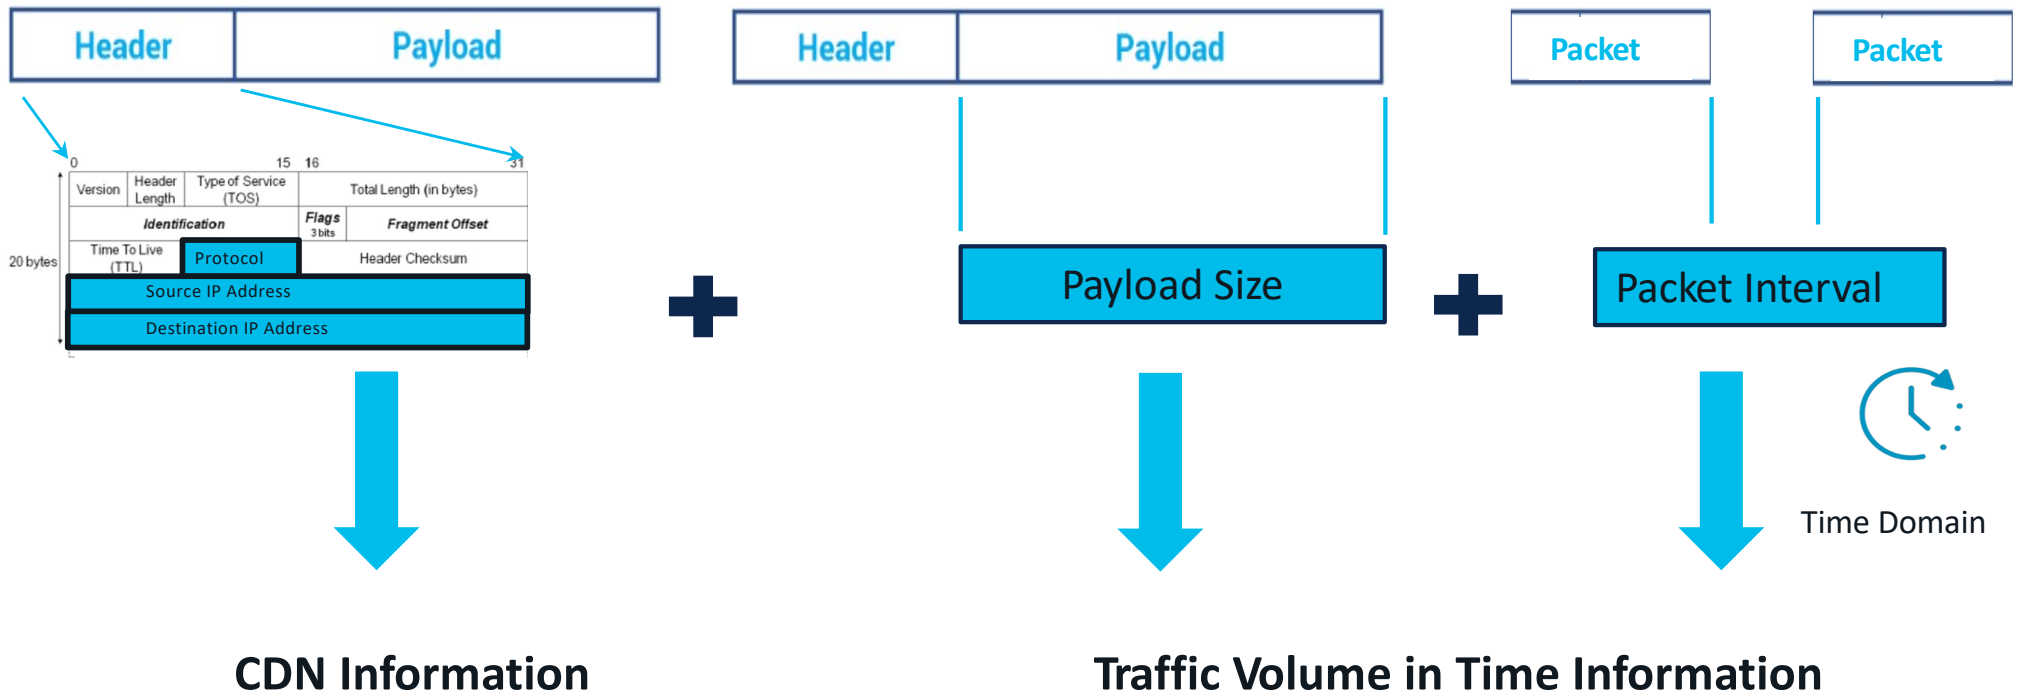 Header Payload
Header Payload
Packet Packet
0 15 16 31
Version Header Length Type of Service (TOS) Total Length (in bytes)
Identification Flags 3 bits Fragment Offset
Time To Live (TTL) Protocol Header Checksum
20 bytes
Source IP Address
Destination IP Address
Payload Size
Packet Interval
Time Domain
CDN Information
Traffic Volume in Time Information